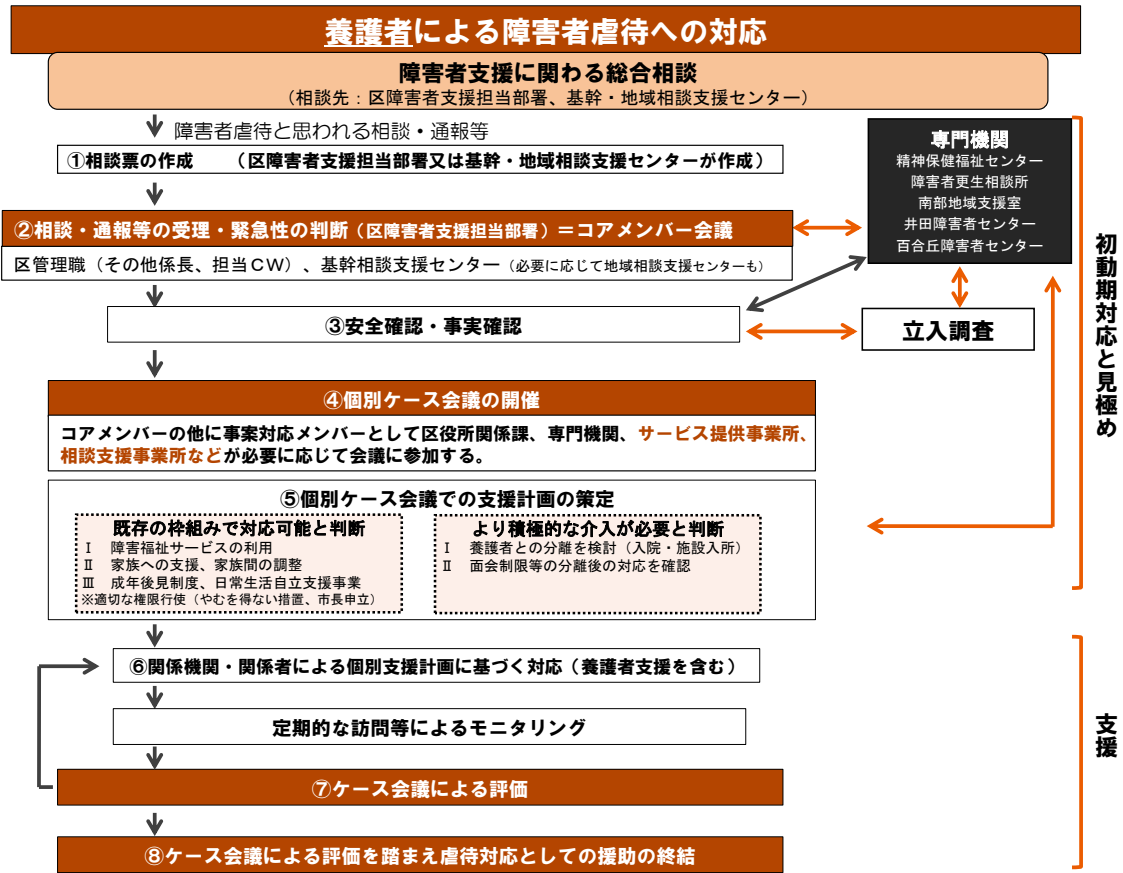 養護者による障害者虐待への対応
障害者支援に関わる総合相談
（相談先：区障害者支援担当部署、基幹・地域相談支援センター）
障害者虐待と思われる相談・通報等
①相談票の作成　（区障害者支援担当部署又は基幹・地域相談支援センターが作成）
専門機関
精神保健福祉センター
障害者更生相談所
南部地域支援室
井田障害者センター
百合丘障害者センター
②相談・通報等の受理・緊急性の判断（区障害者支援担当部署）＝コアメンバー会議
区管理職（その他係長、担当ＣＷ）、基幹相談支援センター（必要に応じて地域相談支援センターも）
③安全確認・事実確認
立入調査
初動期対応と見極め
④個別ケース会議の開催
コアメンバーの他に事案対応メンバーとして区役所関係課、専門機関、サービス提供事業所、
相談支援事業所などが必要に応じて会議に参加する。
⑤個別ケース会議での支援計画の策定
既存の枠組みで対応可能と判断
Ⅰ　障害福祉サービスの利用
Ⅱ　家族への支援、家族間の調整
Ⅲ　成年後見制度、日常生活自立支援事業
※適切な権限行使（やむを得ない措置、市長申立）
より積極的な介入が必要と判断
Ⅰ　養護者との分離を検討（入院・施設入所）
Ⅱ　面会制限等の分離後の対応を確認
⑥関係機関・関係者による個別支援計画に基づく対応（養護者支援を含む）
定期的な訪問等によるモニタリング
⑦ケース会議による評価
⑧ケース会議による評価を踏まえ虐待対応としての援助の終結
支援